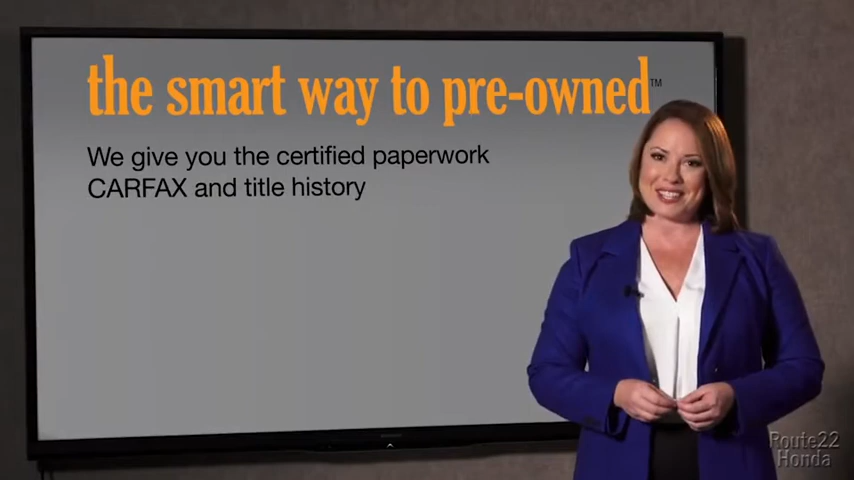 the smart way to pre-owned™
We give you the certified paperwork
CARFAX and title history
Route22
Honda